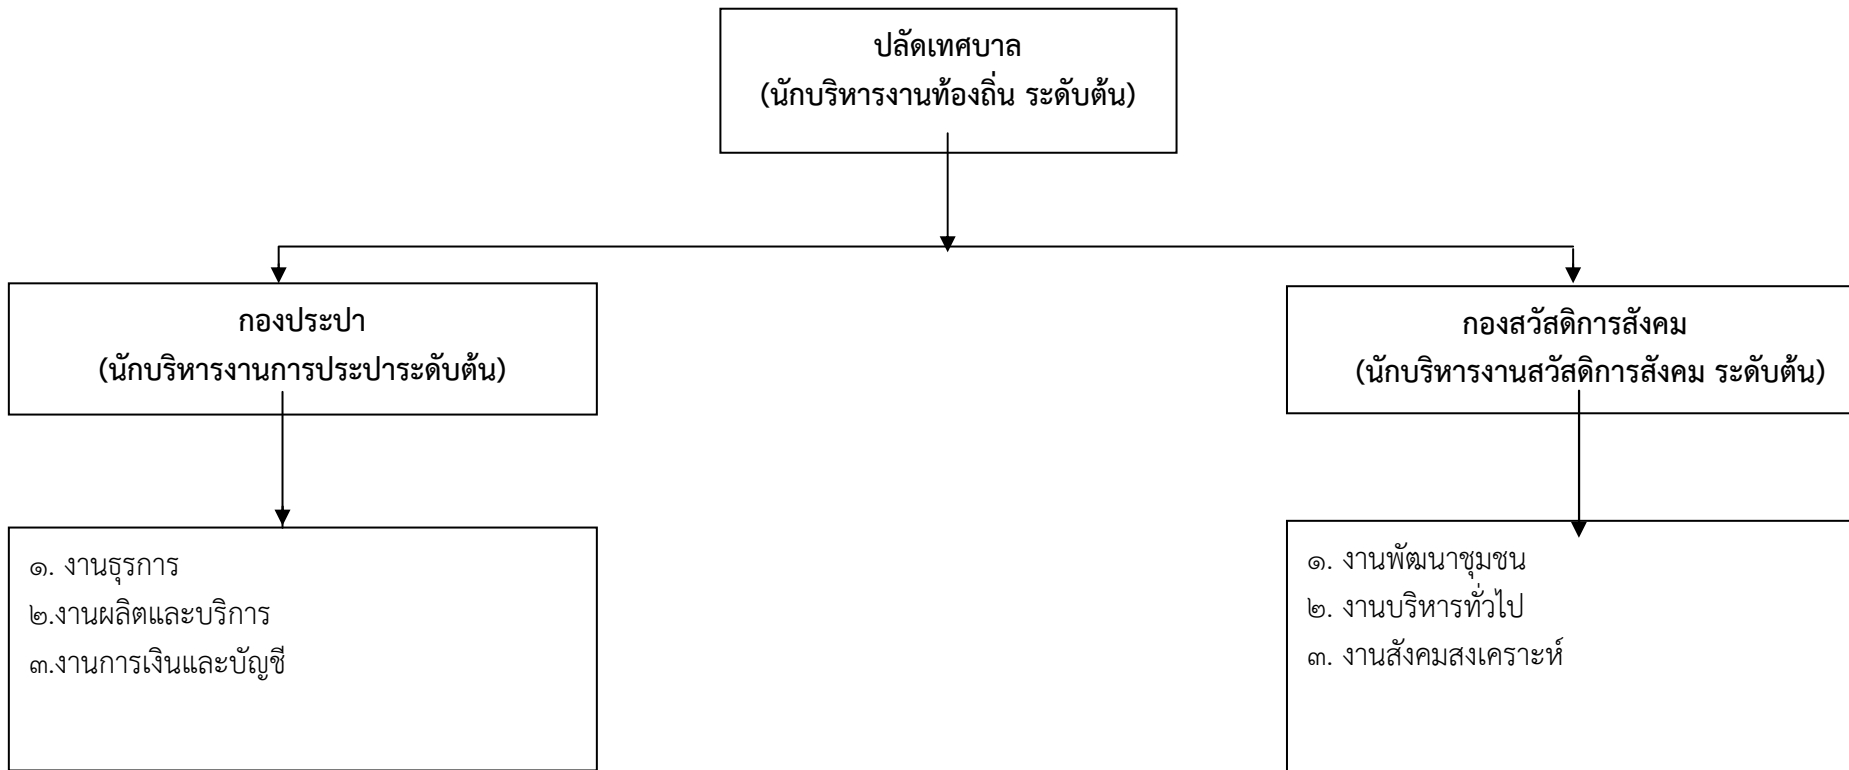 ปลัดเทศบาล
(นักบริหารงานท้องถิ่น ระดับต้น)
กองประปา
(นักบริหารงานการประปาระดับต้น)
กองสวัสดิการสังคม
(นักบริหารงานสวัสดิการสังคม ระดับต้น)
๑. งานธุรการ
๒.งานผลิตและบริการ
๓.งานการเงินและบัญชี
๑. งานพัฒนาชุมชน
๒. งานบริหารทั่วไป
๓. งานสังคมสงเคราะห์